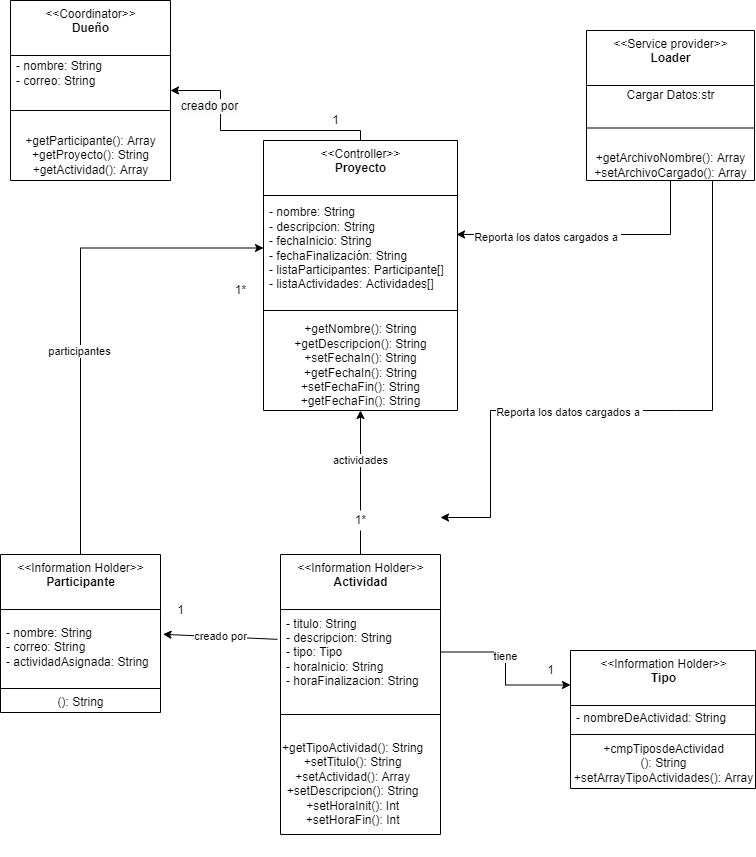 <<Coordinator>>
Dueño
- nombre: String
- correo: String
+getParticipante(): Array
+getProyecto(): String
+getActividad(): Array
<<Service provider>>
Loader
Cargar Datos:str
+getArchivoNombre(): Array
+setArchivoCargado(): Array
creado por
1
<<Controller>>
Proyecto
- nombre: String
- descripcion: String
- fechaInicio: String
- fechaFinalización: String
- listaParticipantes: Participante[]
- listaActividades: Actividades[]
+getNombre(): String
+getDescripcion(): String
+setFechaIn(): String
+getFechaIn(): String
+setFechaFin(): String
+getFechaFin(): String
Reporta los datos cargados a
1*
participantes
Reporta los datos cargados a
actividades
1*
<<Information Holder>>
Participante
- nombre: String
- correo: String
- actividadAsignada: String
(): String
1
creado por
<<Information Holder>>
Actividad
- titulo: String
- descripcion: String
- tipo: Tipo
- horaInicio: String
- horaFinalizacion: String
+getTipoActividad(): String
+setTitulo(): String
+setActividad(): Array
+setDescripcion(): String
+setHoraInit(): Int
+setHoraFin(): Int
tiene
1
<<Information Holder>>
Tipo
- nombreDeActividad: String
+cmpTiposdeActividad
(): String
+setArrayTipoActividades(): Array